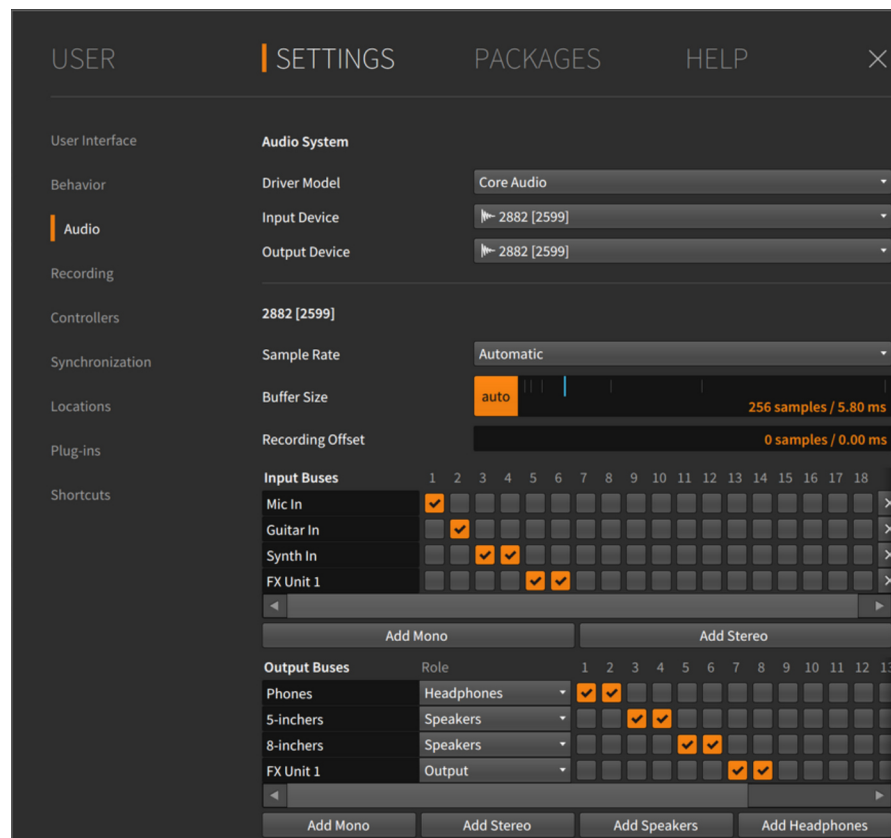 USER SETTINGS PACKAGES HELP
User Interface
Behavior
Audio
Recording
Controllers
Synchronization
Locations
Plug-ins
Shortcuts
Audio System
Driver Model Core Audio
Input Device 2882 [2599]
Output Device 2882 [2599]
2882 [2599]
Sample Rate Automatic
Buffer Size auto 256 samples / 5.80 ms
Recording Offset 0 samples / 0.00 ms
Input Buses 1 2 3 4 5 6 7 8 9 10 11 12 13 14 15 16 17 18
Mic In
Guitar In
Synth In
FX Unit 1
Add Mono Add Stereo
Output Buses Role 1 2 3 4 5 6 7 8 9 10 11 12 13
Phones Headphones
5-inchers Speakers
8-inchers Speakers
FX Unit 1 Output
Add Mono Add Stereo Add Speakers Add Headphones